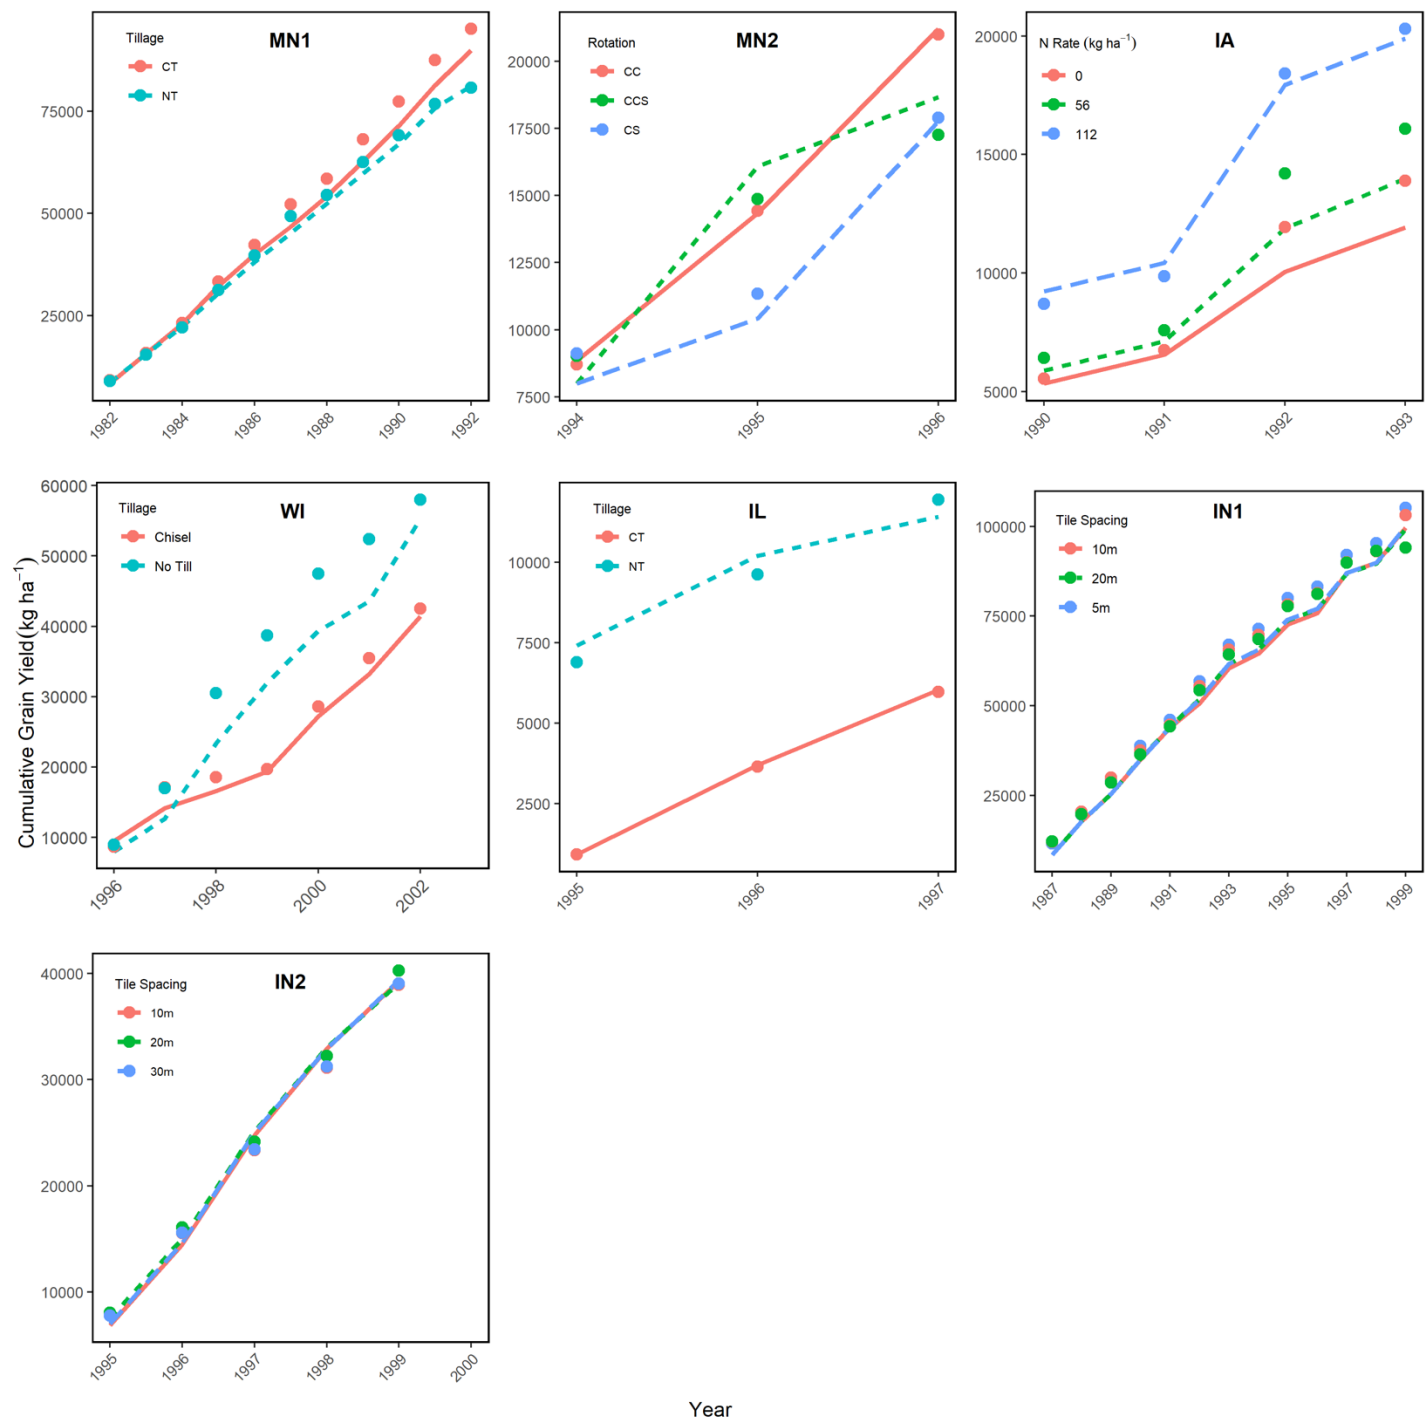 MN1
Tillage
CT
NT
75000
50000
25000
1982
1984
1986
1988
1990
1992
MN2
Rotation
CC
CCS
CS
20000
17500
15000
12500
10000
7500
1994
1995
1996
IA
N Rate (kg ha⁻¹)
0
56
112
20000
15000
10000
5000
1990
1991
1992
1993
Cumulative Grain Yield(kg ha⁻¹)
WI
Tillage
Chisel
No Till
60000
50000
40000
30000
20000
10000
1996
1998
2000
2002
IL
Tillage
CT
NT
10000
7500
5000
2500
1995
1996
1997
IN1
Tile Spacing
10m
20m
5m
100000
75000
50000
25000
1987
1989
1991
1993
1995
1997
1999
IN2
Tile Spacing
10m
20m
30m
40000
30000
20000
10000
1995
1996
1997
1998
1999
2000
Year